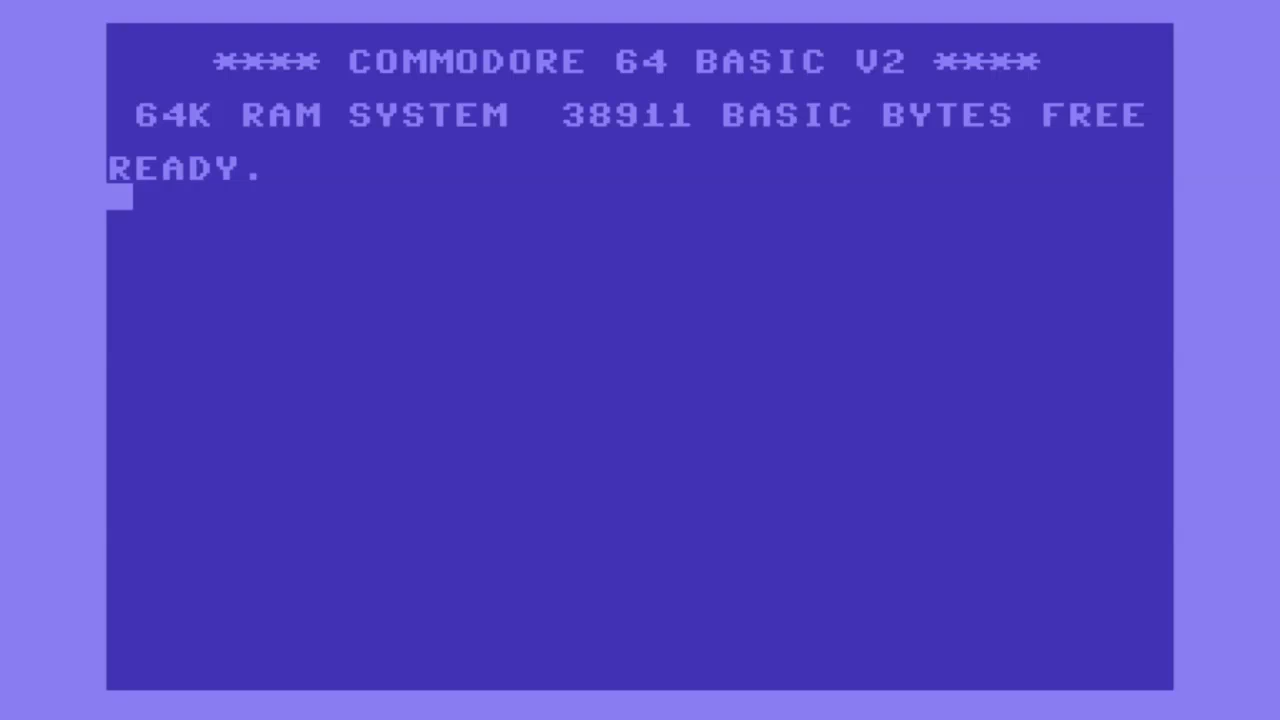 **** COMMODORE 64 BASIC V2 ****
64K RAM SYSTEM  38911 BASIC BYTES FREE
READY.